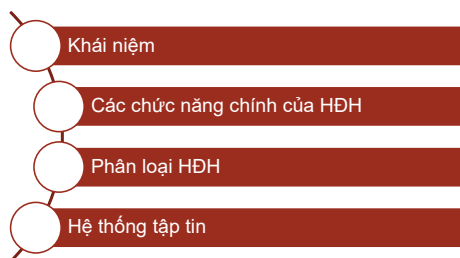 Khái niệm
Các chức năng chính của HĐH
Phân loại HĐH
Hệ thống tập tin